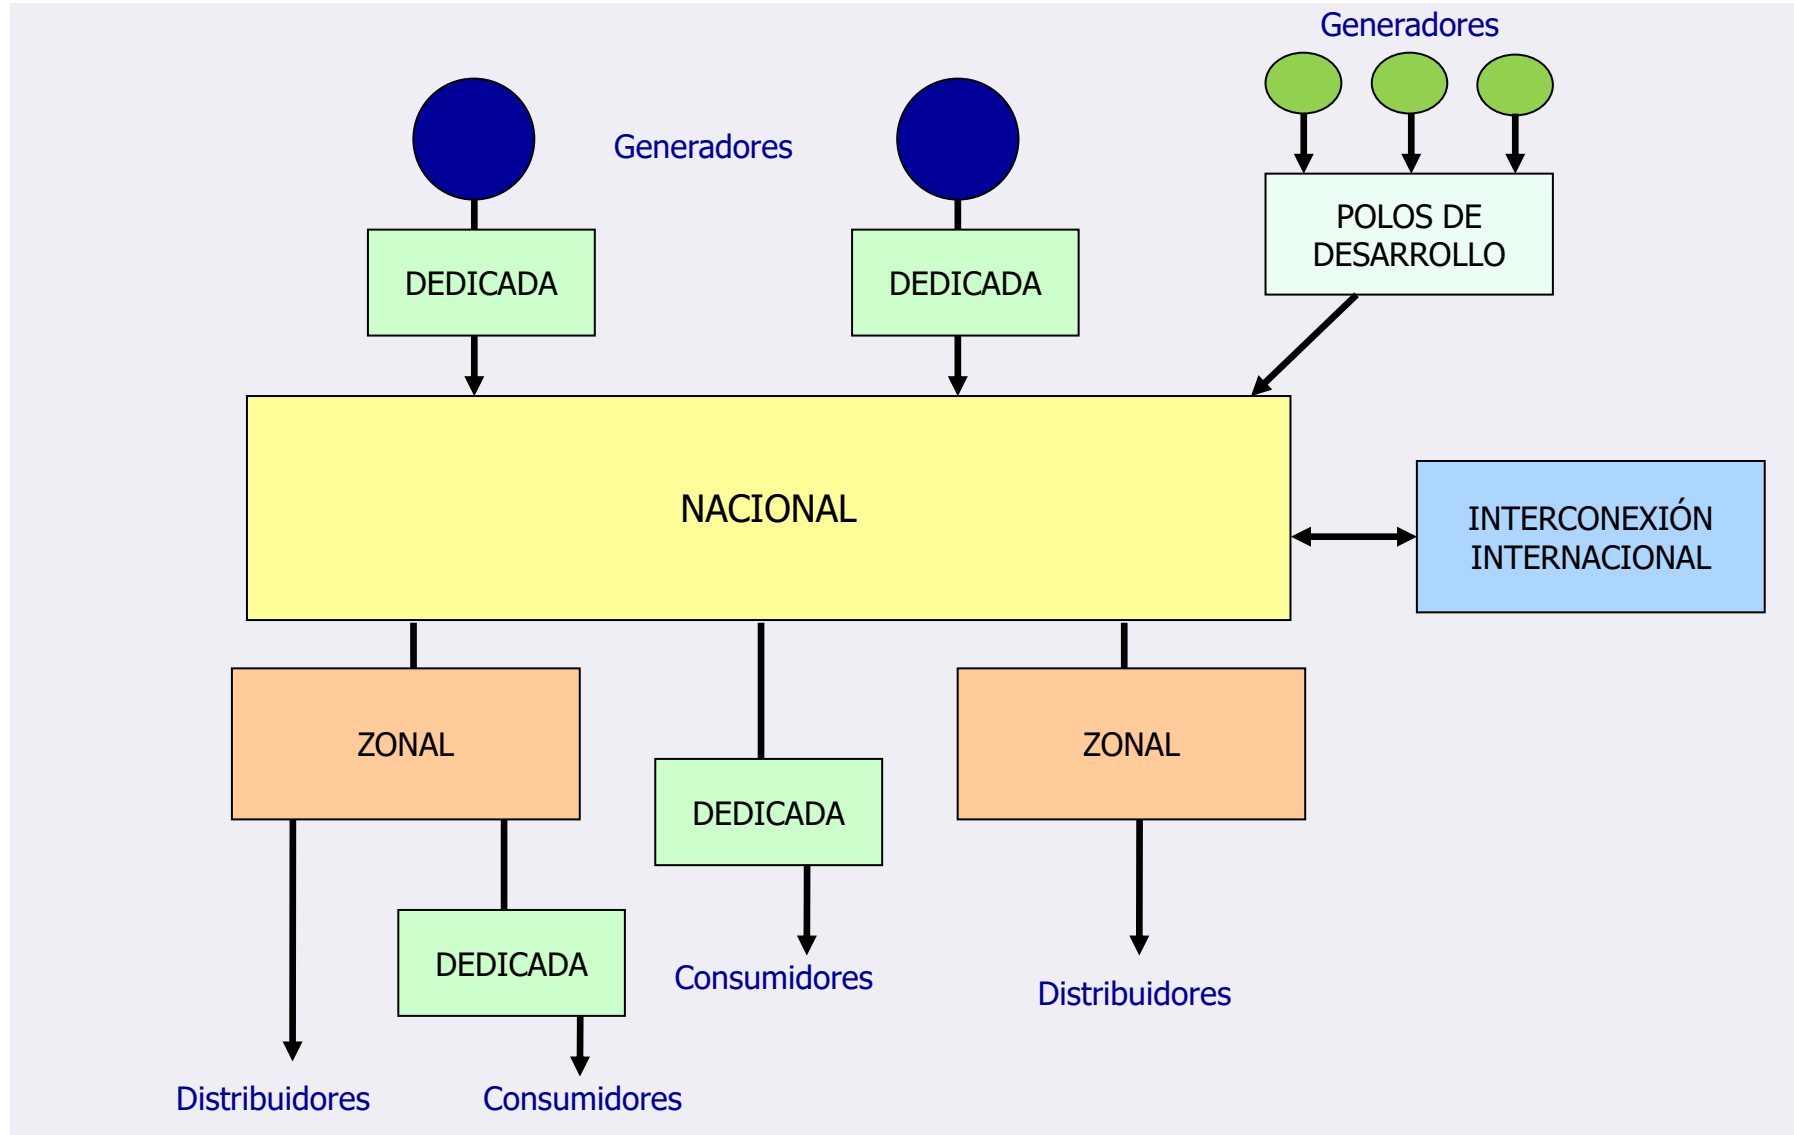 Generadores
Generadores
POLOS DE
DESARROLLO
DEDICADA
DEDICADA
NACIONAL
INTERCONEXIÓN
INTERNACIONAL
ZONAL
ZONAL
DEDICADA
DEDICADA
Consumidores
Distribuidores
Distribuidores
Consumidores